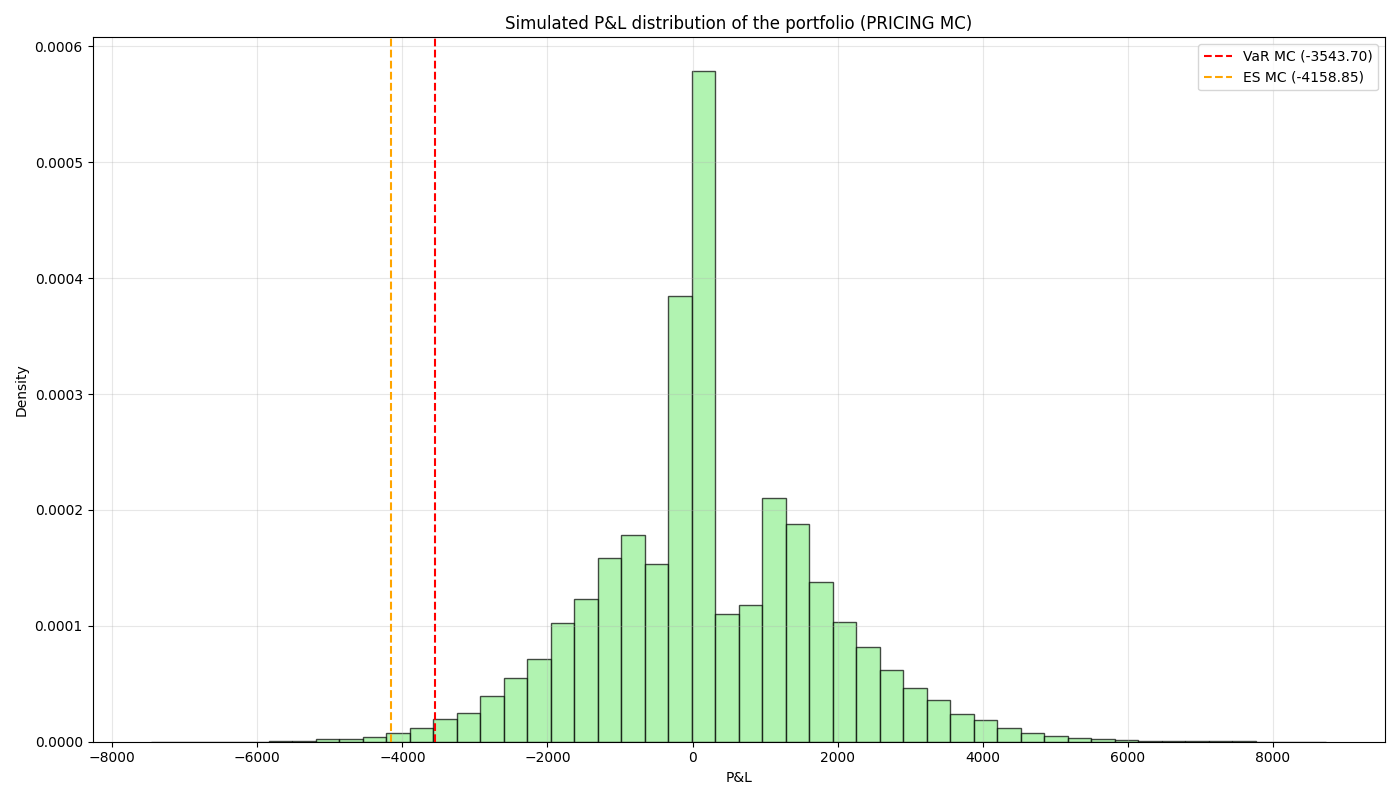 Simulated P&L distribution of the portfolio (PRICING MC)
VaR MC (-3543.70)
ES MC (-4158.85)
0.0006
0.0005
0.0004
0.0003
0.0002
0.0001
0.0000
Density
−8000 −6000 −4000 −2000 0 2000 4000 6000 8000
P&L